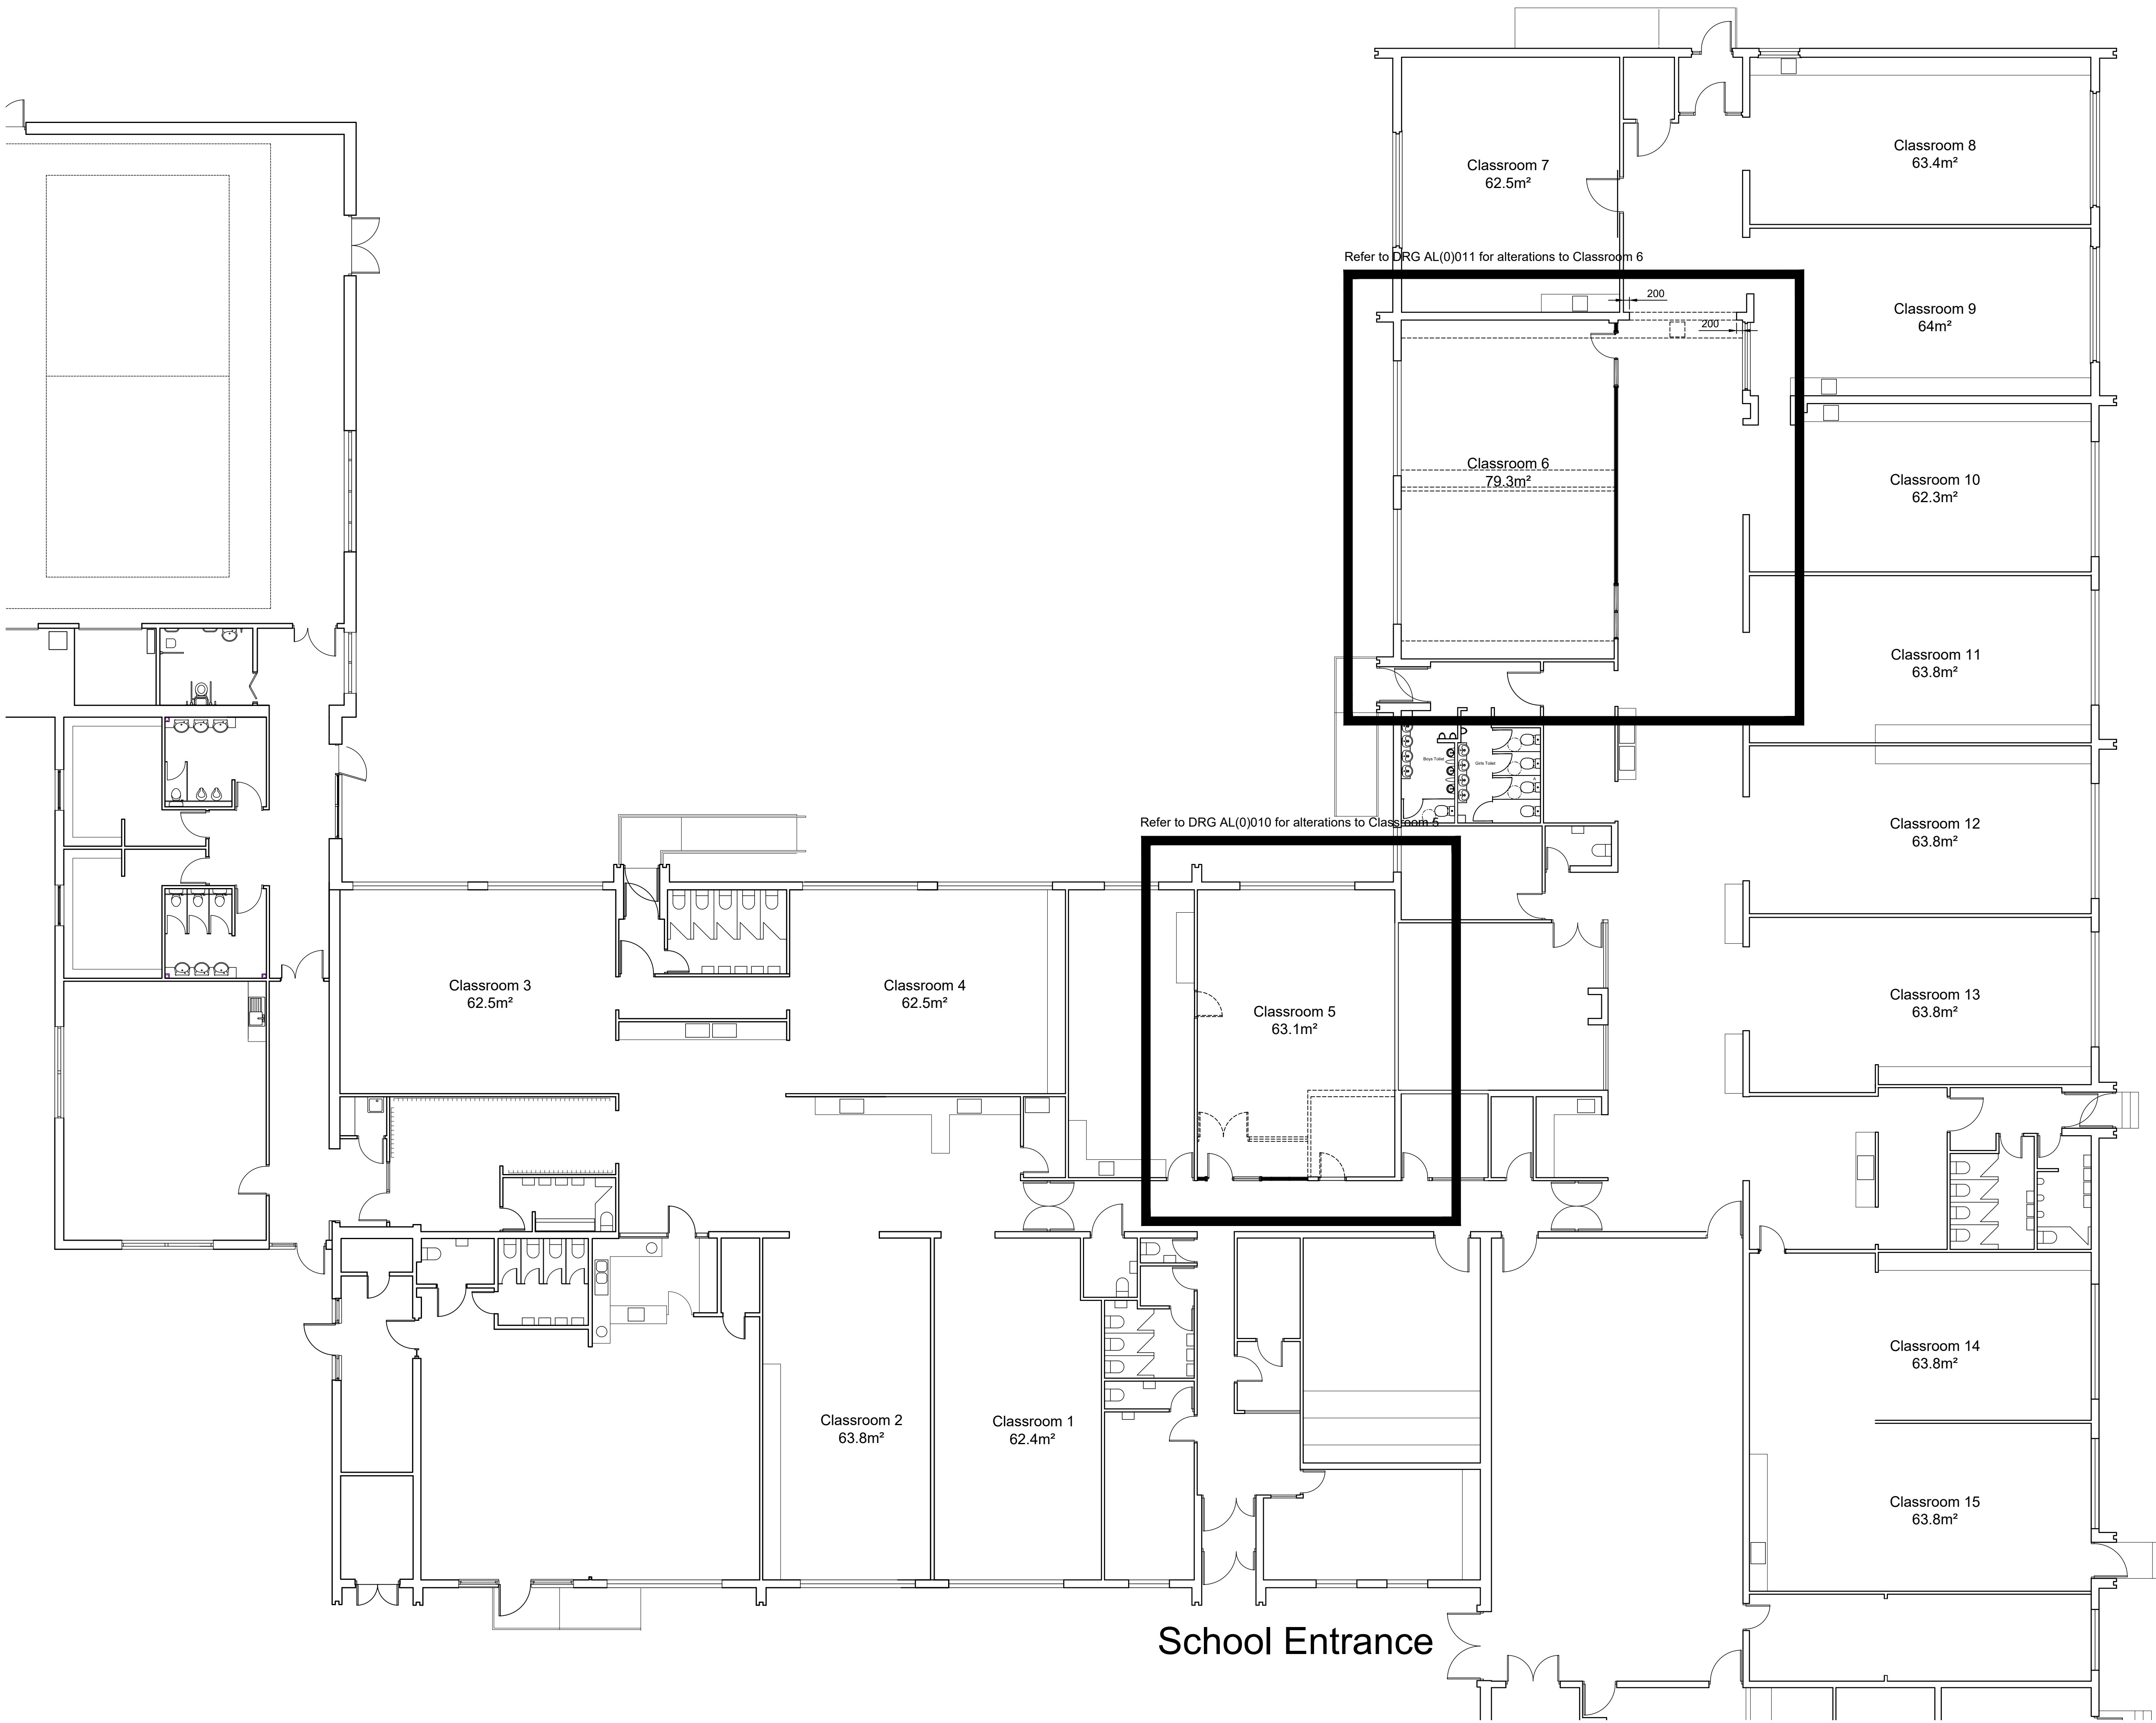 Classroom 7
62.5m²
Classroom 8
63.4m²
Refer to DRG AL(0)011 for alterations to Classroom 6
200
200
Classroom 9
64m²
Classroom 6
79.3m²
Classroom 10
62.3m²
Classroom 11
63.8m²
Boys Toilet
Girls Toilet
Refer to DRG AL(0)010 for alterations to Classroom 5
Classroom 12
63.8m²
Classroom 3
62.5m²
Classroom 4
62.5m²
Classroom 5
63.1m²
Classroom 13
63.8m²
Classroom 2
63.8m²
Classroom 1
62.4m²
Classroom 14
63.8m²
Classroom 15
63.8m²
School Entrance